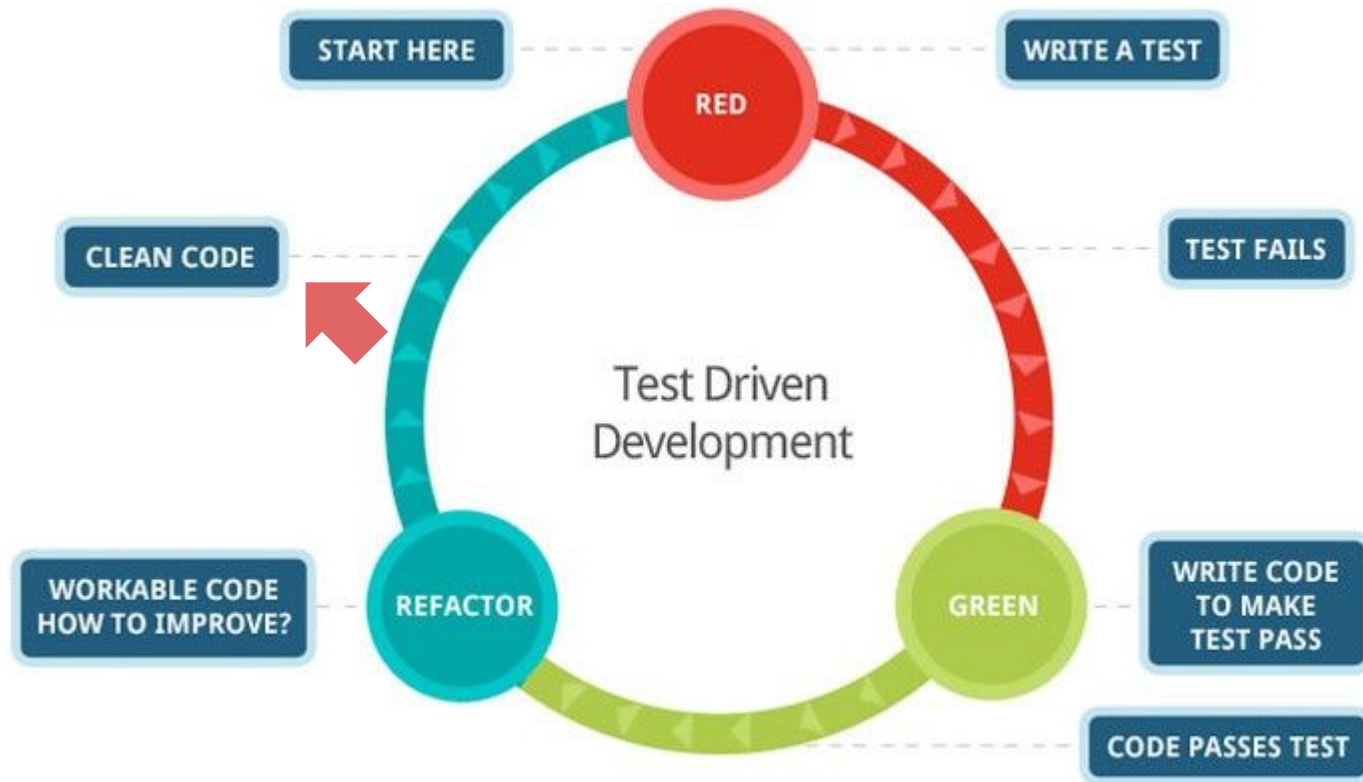 START HERE
RED
WRITE A TEST
CLEAN CODE
TEST FAILS
Test Driven
Development
WORKABLE CODE
HOW TO IMPROVE?
REFACTOR
GREEN
WRITE CODE
TO MAKE
TEST PASS
CODE PASSES TEST